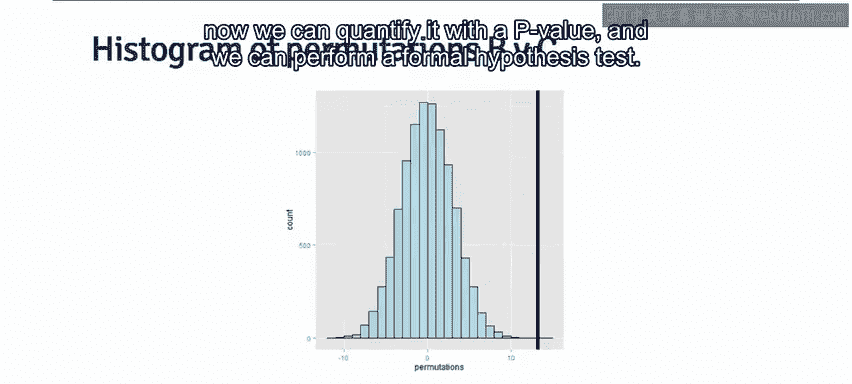 now we can quantify it with a P-value, and
Histogram of permutations B v C
we can perform a formal hypothesis test.
1000
count
500
0
-10
0
10
permutations